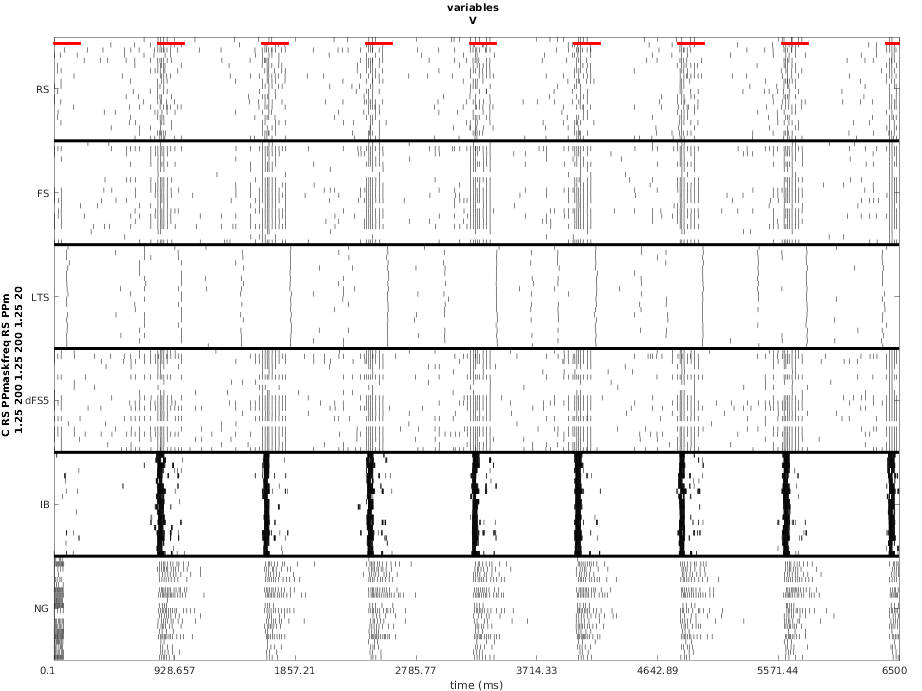 variables
V
C RS PPmaskfreq RS PPm
1.25 200 1.25 200 1.25 20
RS
FS
LTS
dFS5
IB
NG
0.1 928.657 1857.21 2785.77 3714.33 4642.89 5571.44 6500
time (ms)